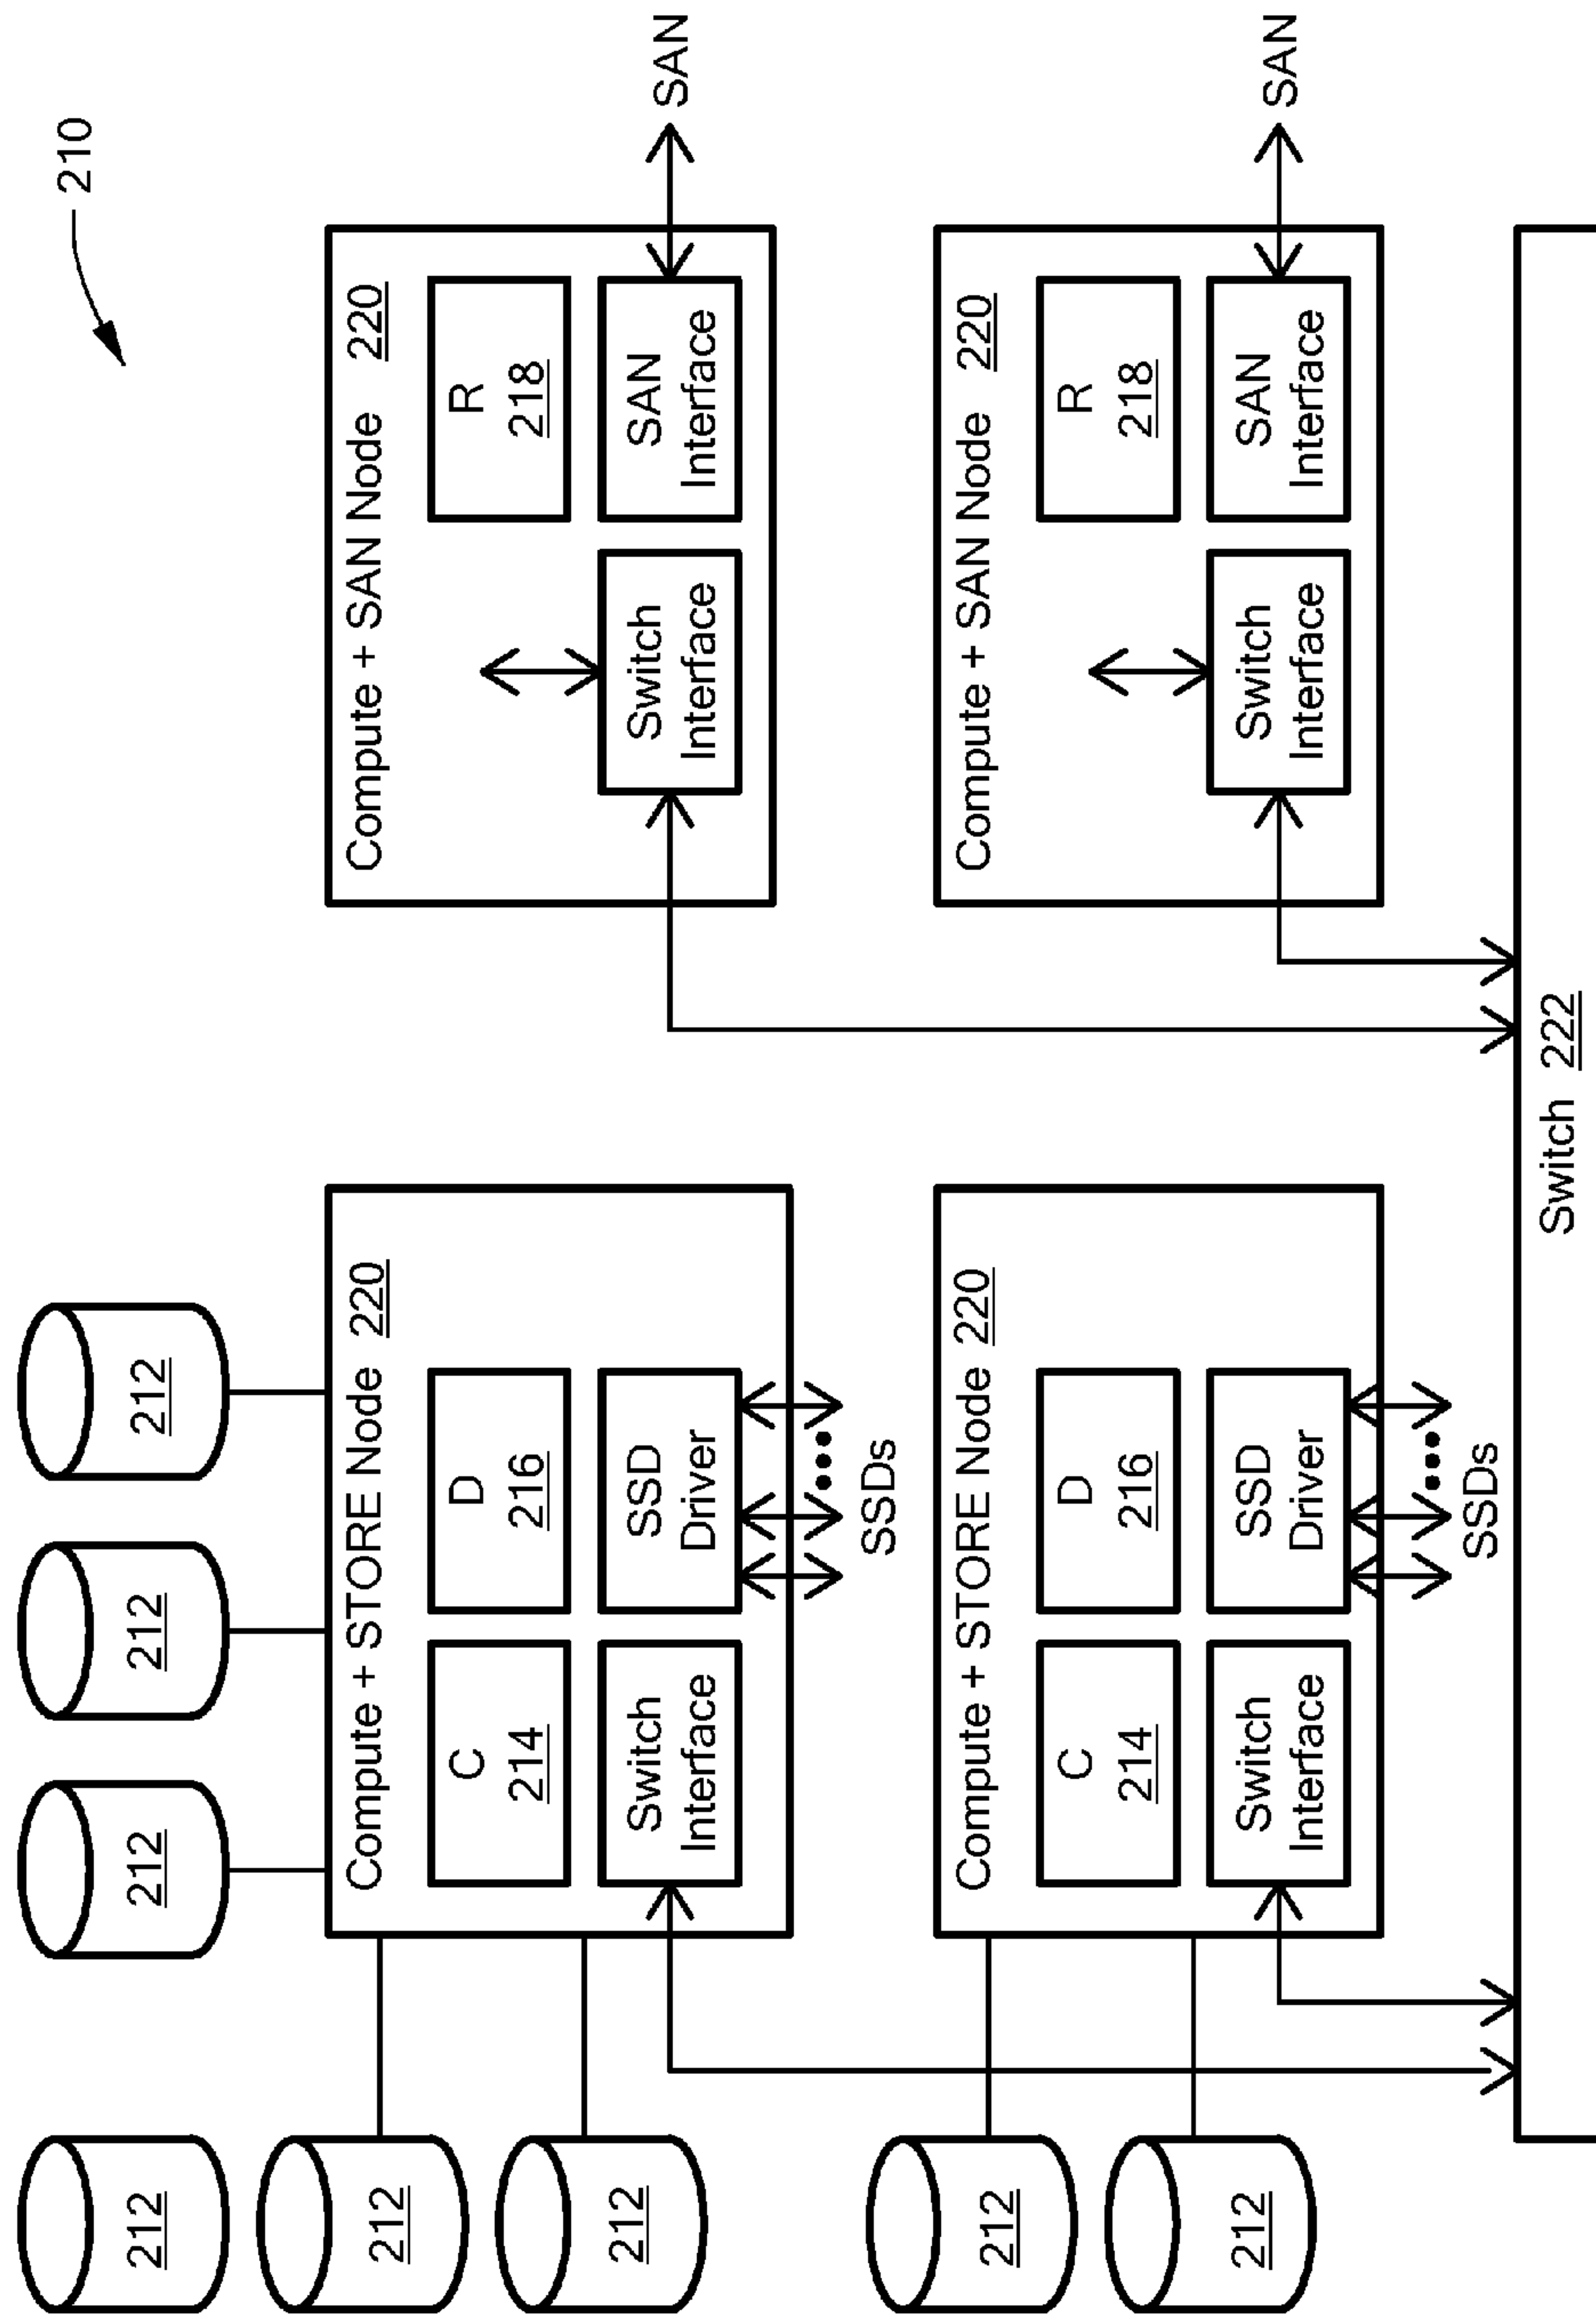 210
212
212
212
212
212
212
Compute + STORE Node 220
C
214
D
216
Switch
Interface
SSD
Driver
SSDs
Compute + SAN Node 220
R
218
Switch
Interface
SAN
Interface
SAN
212
212
Compute + STORE Node 220
C
214
D
216
Switch
Interface
SSD
Driver
SSDs
Compute + SAN Node 220
R
218
Switch
Interface
SAN
Interface
SAN
Switch 222